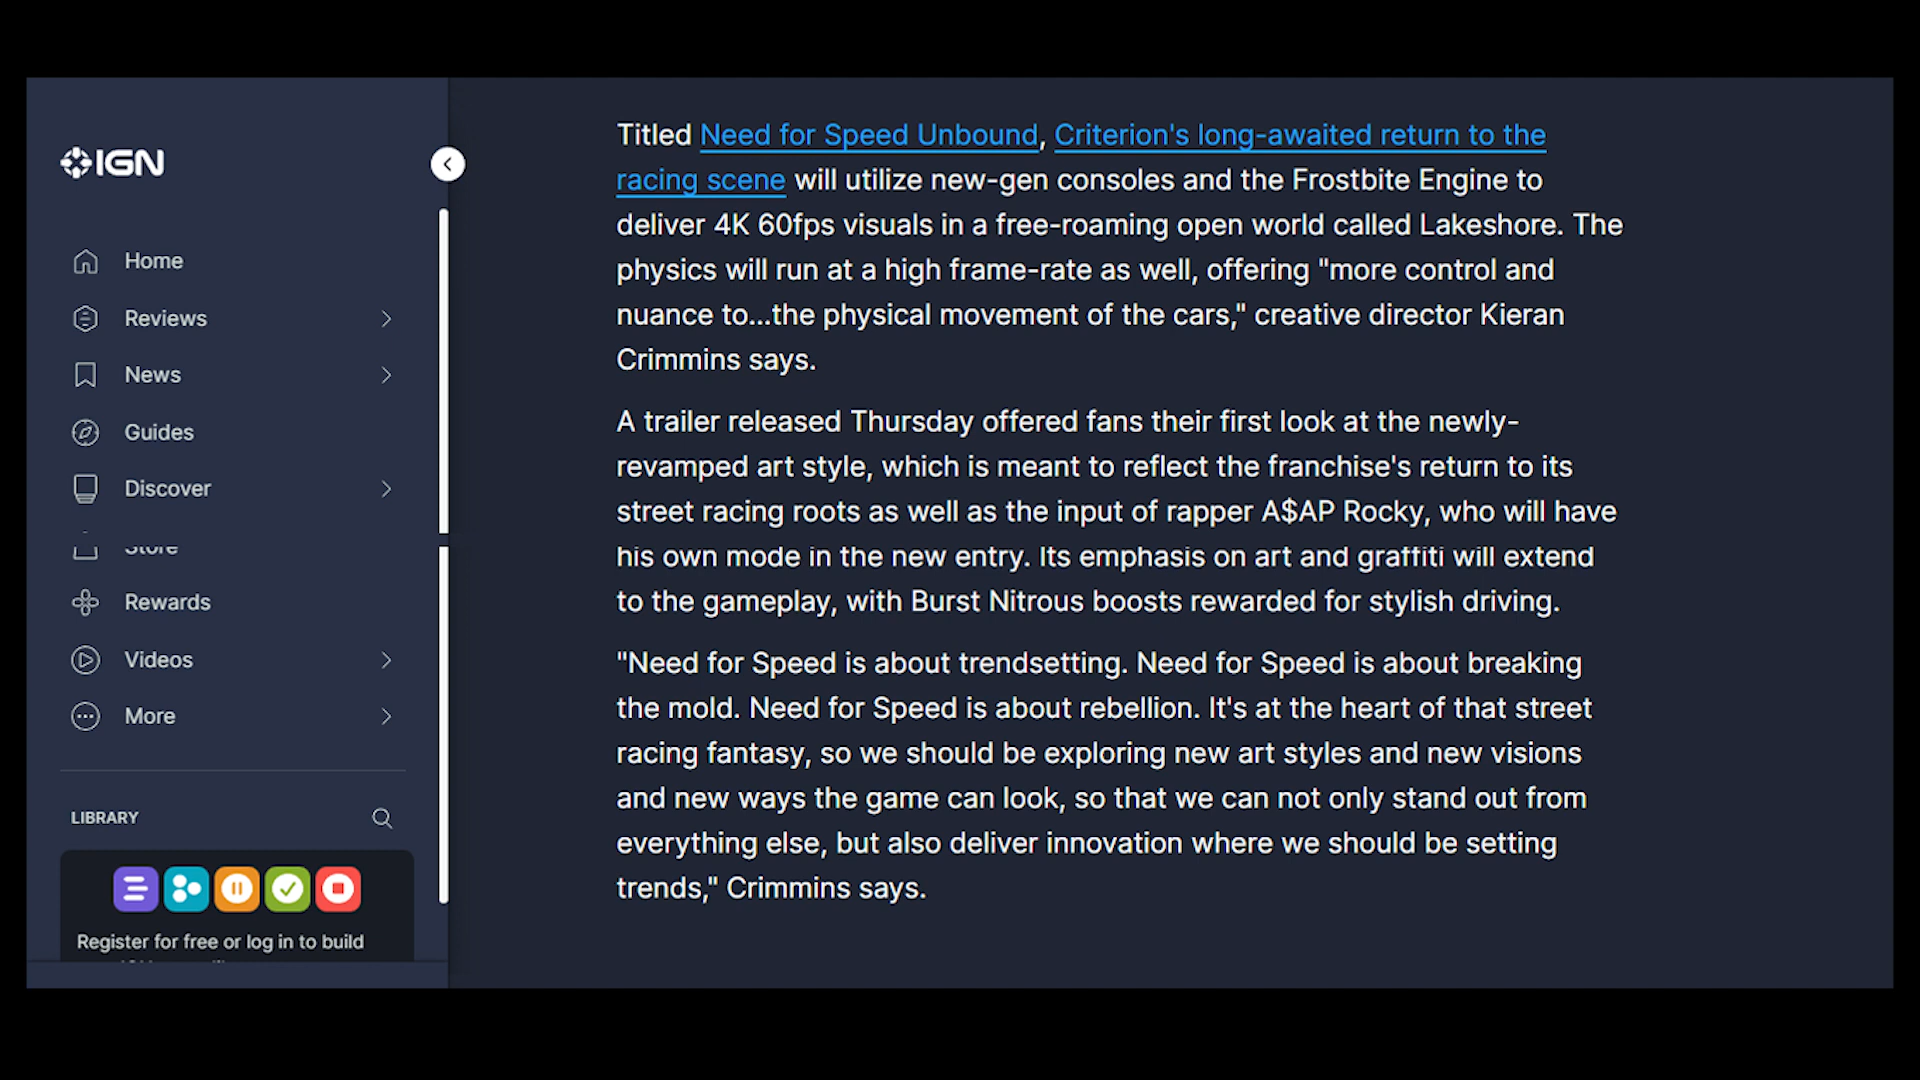 IGN
Home
Reviews
News
Guides
Discover
Store
Rewards
Videos
More
LIBRARY
Register for free or log in to build
Titled Need for Speed Unbound, Criterion's long-awaited return to the
racing scene will utilize new-gen consoles and the Frostbite Engine to
deliver 4K 60fps visuals in a free-roaming open world called Lakeshore. The
physics will run at a high frame-rate as well, offering "more control and
nuance to...the physical movement of the cars," creative director Kieran
Crimmins says.
A trailer released Thursday offered fans their first look at the newly-
revamped art style, which is meant to reflect the franchise's return to its
street racing roots as well as the input of rapper A$AP Rocky, who will have
his own mode in the new entry. Its emphasis on art and graffiti will extend
to the gameplay, with Burst Nitrous boosts rewarded for stylish driving.
"Need for Speed is about trendsetting. Need for Speed is about breaking
the mold. Need for Speed is about rebellion. It's at the heart of that street
racing fantasy, so we should be exploring new art styles and new visions
and new ways the game can look, so that we can not only stand out from
everything else, but also deliver innovation where we should be setting
trends," Crimmins says.